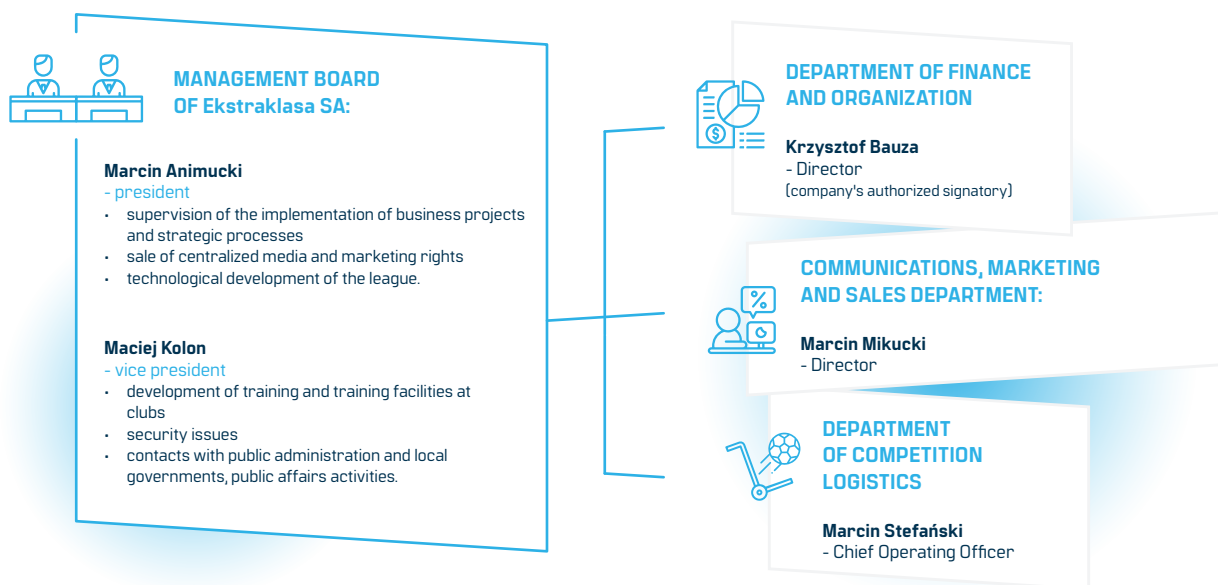 MANAGEMENT BOARD
OF Ekstraklasa SA:
Marcin Animucki
- president
• supervision of the implementation of business projects
and strategic processes
• sale of centralized media and marketing rights
• technological development of the league.
Maciej Kolon
- vice president
• development of training and training facilities at
clubs
• security issues
• contacts with public administration and local
governments, public affairs activities.
DEPARTMENT OF FINANCE
AND ORGANIZATION
Krzysztof Bauza
- Director
(company's authorized signatory)
COMMUNICATIONS, MARKETING
AND SALES DEPARTMENT:
Marcin Mikucki
- Director
DEPARTMENT
OF COMPETITION
LOGISTICS
Marcin Stefański
- Chief Operating Officer